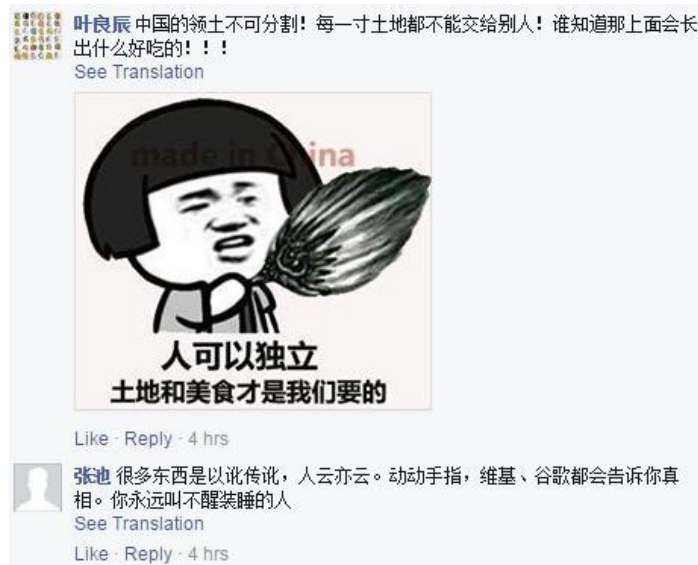 叶良辰 中国的领土不可分割！每一寸土地都不能交给别人！谁知道那上面会长
出什么好吃的！！！
See Translation
made in China
人可以独立
土地和美食才是我们要的
Like · Reply · 4 hrs
张池 很多东西是以讹传讹，人云亦云。动动手指，维基、谷歌都会告诉你真
相。你永远叫不醒装睡的人
See Translation
Like · Reply · 4 hrs